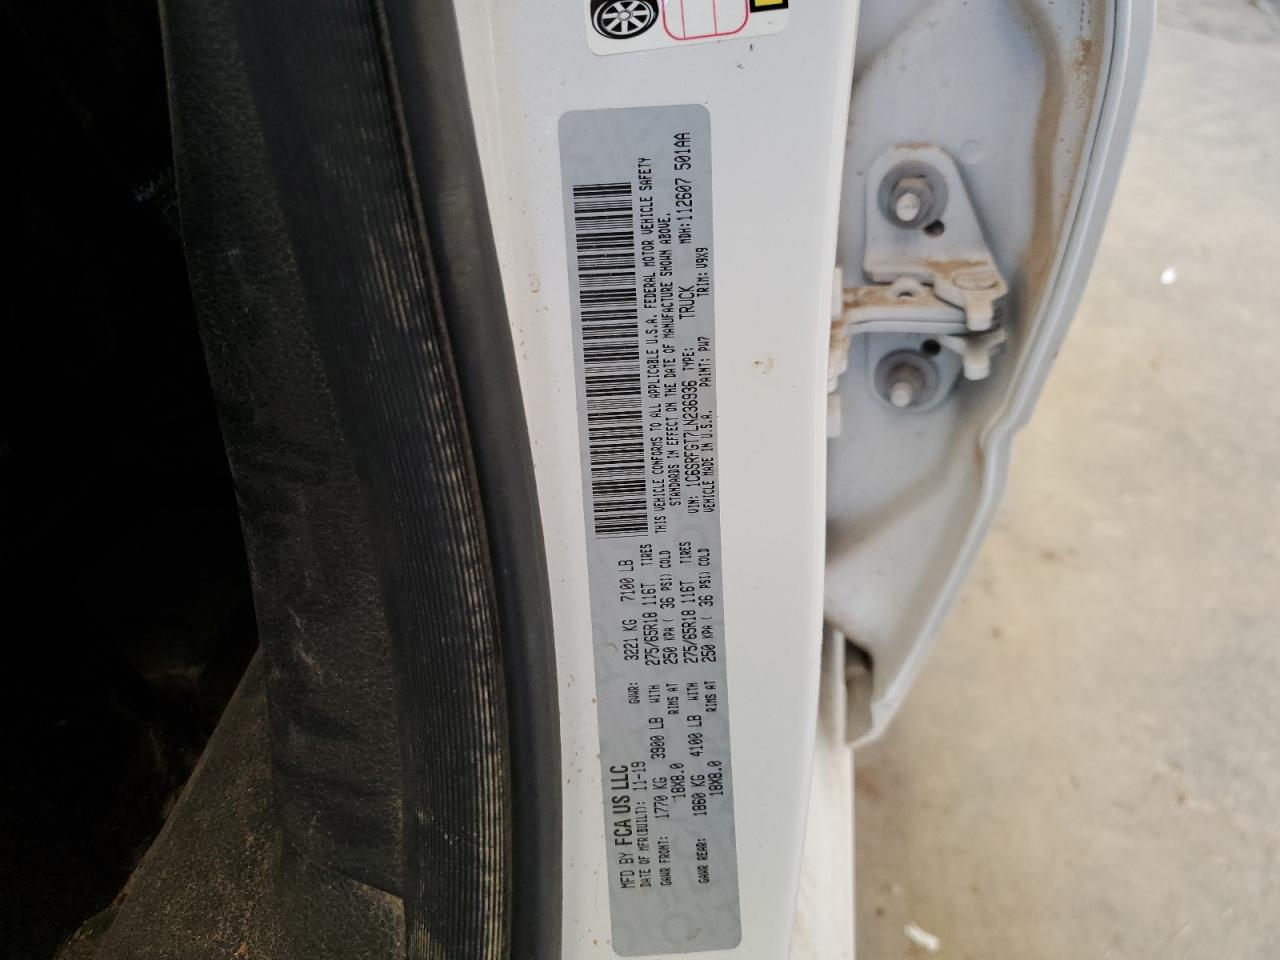 MFD BY FCA US LLC
DATE OF MFR(BUILT): 11-19 GVWR: 3221 KG 7100 LB
GAWR FRONT: 1770 KG 3900 LB WITH 275/65R18 116T TIRES
18X8.0 RIMS AT 250 KPA ( 36 PSI) COLD
GAWR REAR: 1860 KG 4100 LB WITH 275/65R18 116T TIRES
18X8.0 RIMS AT 250 KPA ( 36 PSI) COLD
THIS VEHICLE CONFORMS TO ALL APPLICABLE U.S.A. FEDERAL MOTOR VEHICLE SAFETY
STANDARDS IN EFFECT ON THE DATE OF MANUFACTURE SHOWN ABOVE.
VIN: 1C6SRFGT7LN236936 TYPE: TRUCK MDH:112607 501AA
VEHICLE MADE IN U.S.A. PAINT: PW7 TRIM: V9X9